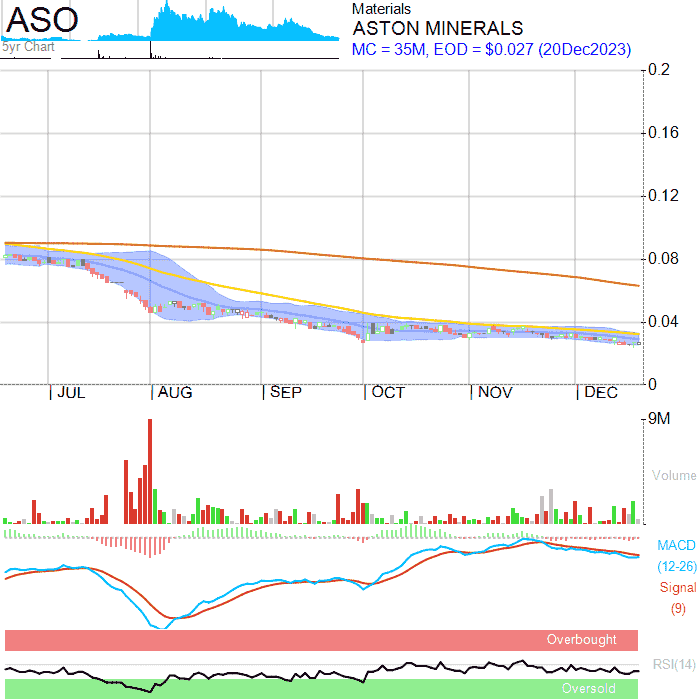 ASO
5yr Chart
Materials
ASTON MINERALS
MC = 35M, EOD = $0.027 (20Dec2023)
0.2
0.16
0.12
0.08
0.04
0
JUL AUG SEP OCT NOV DEC
9M
Volume
MACD
(12-26)
Signal
(9)
Overbought
RSI(14)
Oversold